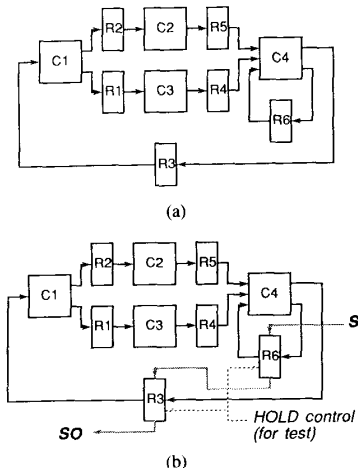 R2
C2
R5
C1
C4
R1
C3
R4
R6
R3
(a)
R2
C2
R5
C1
C4
R1
C3
R4
S
R6
R3
SO
HOLD control
(for test)
(b)